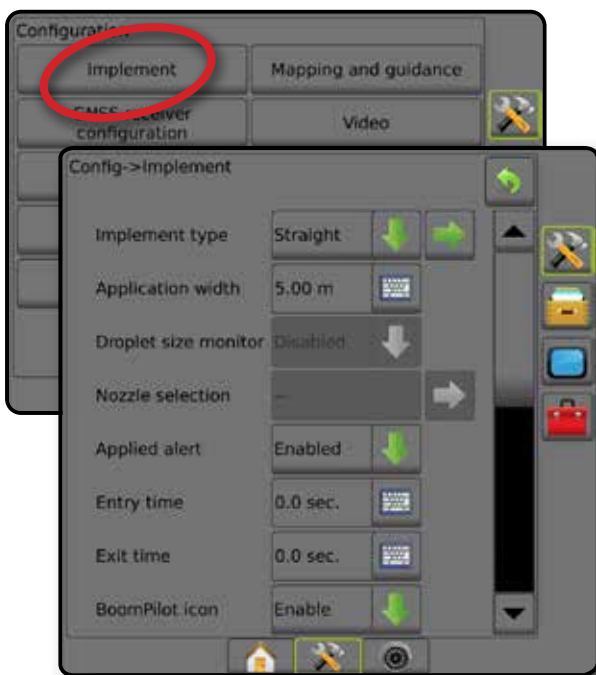 Configuration
Implement
Mapping and guidance
GNSS receiver
configuration
Video
Config->Implement
Implement type
Straight
Application width
5.00 m
Droplet size monitor
Disabled
Nozzle selection
--
Applied alert
Enabled
Entry time
0.0 sec.
Exit time
0.0 sec.
BoomPilot icon
Enable